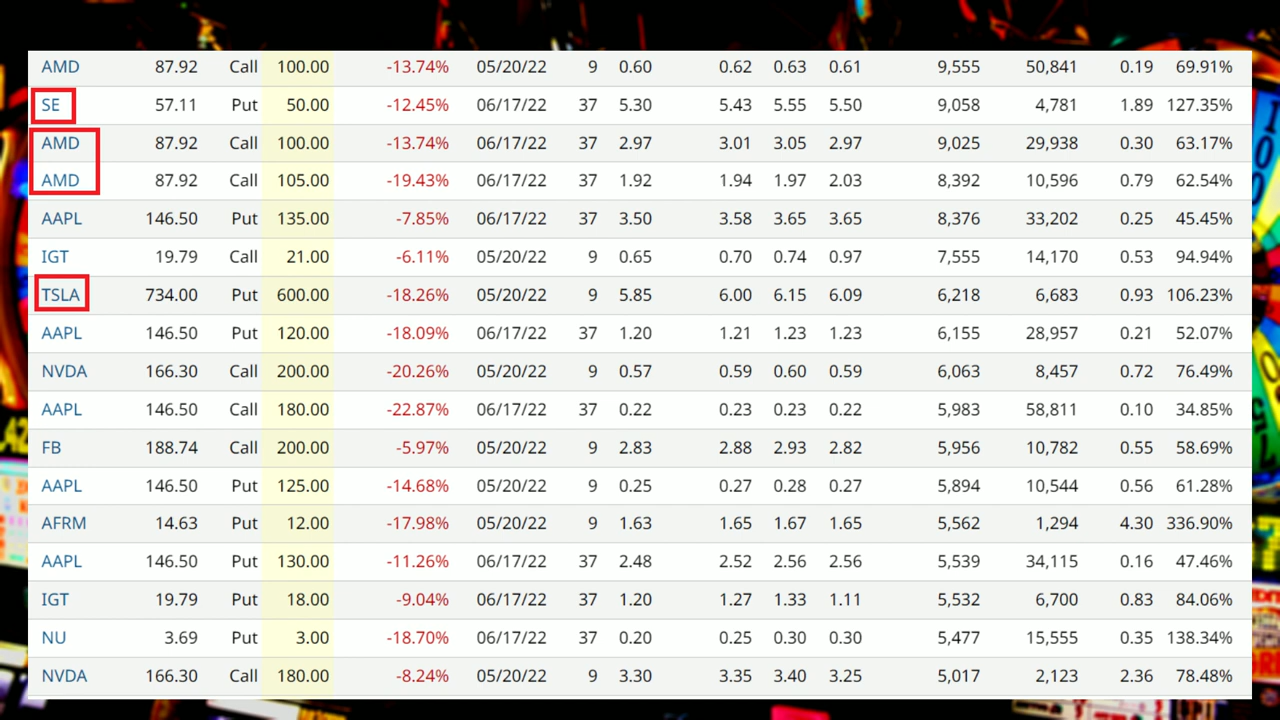 AMD 87.92 Call 100.00 -13.74% 05/20/22 9 0.60 0.62 0.63 0.61 9,555 50,841 0.19 69.91%
SE 57.11 Put 50.00 -12.45% 06/17/22 37 5.30 5.43 5.55 5.50 9,058 4,781 1.89 127.35%
AMD 87.92 Call 100.00 -13.74% 06/17/22 37 2.97 3.01 3.05 2.97 9,025 29,938 0.30 63.17%
AMD 87.92 Call 105.00 -19.43% 06/17/22 37 1.92 1.94 1.97 2.03 8,392 10,596 0.79 62.54%
AAPL 146.50 Put 135.00 -7.85% 06/17/22 37 3.50 3.58 3.65 3.65 8,376 33,202 0.25 45.45%
IGT 19.79 Call 21.00 -6.11% 05/20/22 9 0.65 0.70 0.74 0.97 7,555 14,170 0.53 94.94%
TSLA 734.00 Put 600.00 -18.26% 05/20/22 9 5.85 6.00 6.15 6.09 6,218 6,683 0.93 106.23%
AAPL 146.50 Put 120.00 -18.09% 06/17/22 37 1.20 1.21 1.23 1.23 6,155 28,957 0.21 52.07%
NVDA 166.30 Call 200.00 -20.26% 05/20/22 9 0.57 0.59 0.60 0.59 6,063 8,457 0.72 76.49%
AAPL 146.50 Call 180.00 -22.87% 06/17/22 37 0.22 0.23 0.23 0.22 5,983 58,811 0.10 34.85%
FB 188.74 Call 200.00 -5.97% 05/20/22 9 2.83 2.88 2.93 2.82 5,956 10,782 0.55 58.69%
AAPL 146.50 Put 125.00 -14.68% 05/20/22 9 0.25 0.27 0.28 0.27 5,894 10,544 0.56 61.28%
AFRM 14.63 Put 12.00 -17.98% 05/20/22 9 1.63 1.65 1.67 1.65 5,562 1,294 4.30 336.90%
AAPL 146.50 Put 130.00 -11.26% 06/17/22 37 2.48 2.52 2.56 2.56 5,539 34,115 0.16 47.46%
IGT 19.79 Put 18.00 -9.04% 06/17/22 37 1.20 1.27 1.33 1.11 5,532 6,700 0.83 84.06%
NU 3.69 Put 3.00 -18.70% 06/17/22 37 0.20 0.25 0.30 0.30 5,477 15,555 0.35 138.34%
NVDA 166.30 Call 180.00 -8.24% 05/20/22 9 3.30 3.35 3.40 3.25 5,017 2,123 2.36 78.48%